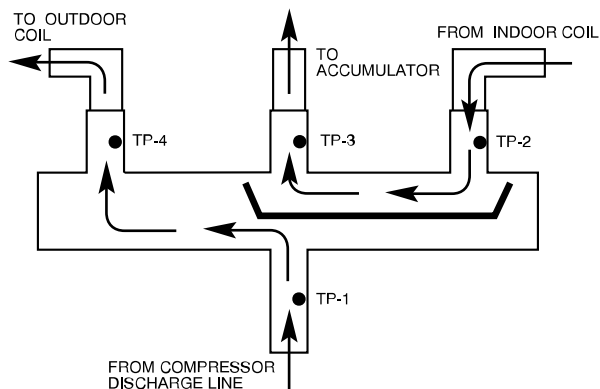 TO OUTDOOR
COIL
TO
ACCUMULATOR
FROM INDOOR COIL
TP-4
TP-3
TP-2
TP-1
FROM COMPRESSOR
DISCHARGE LINE